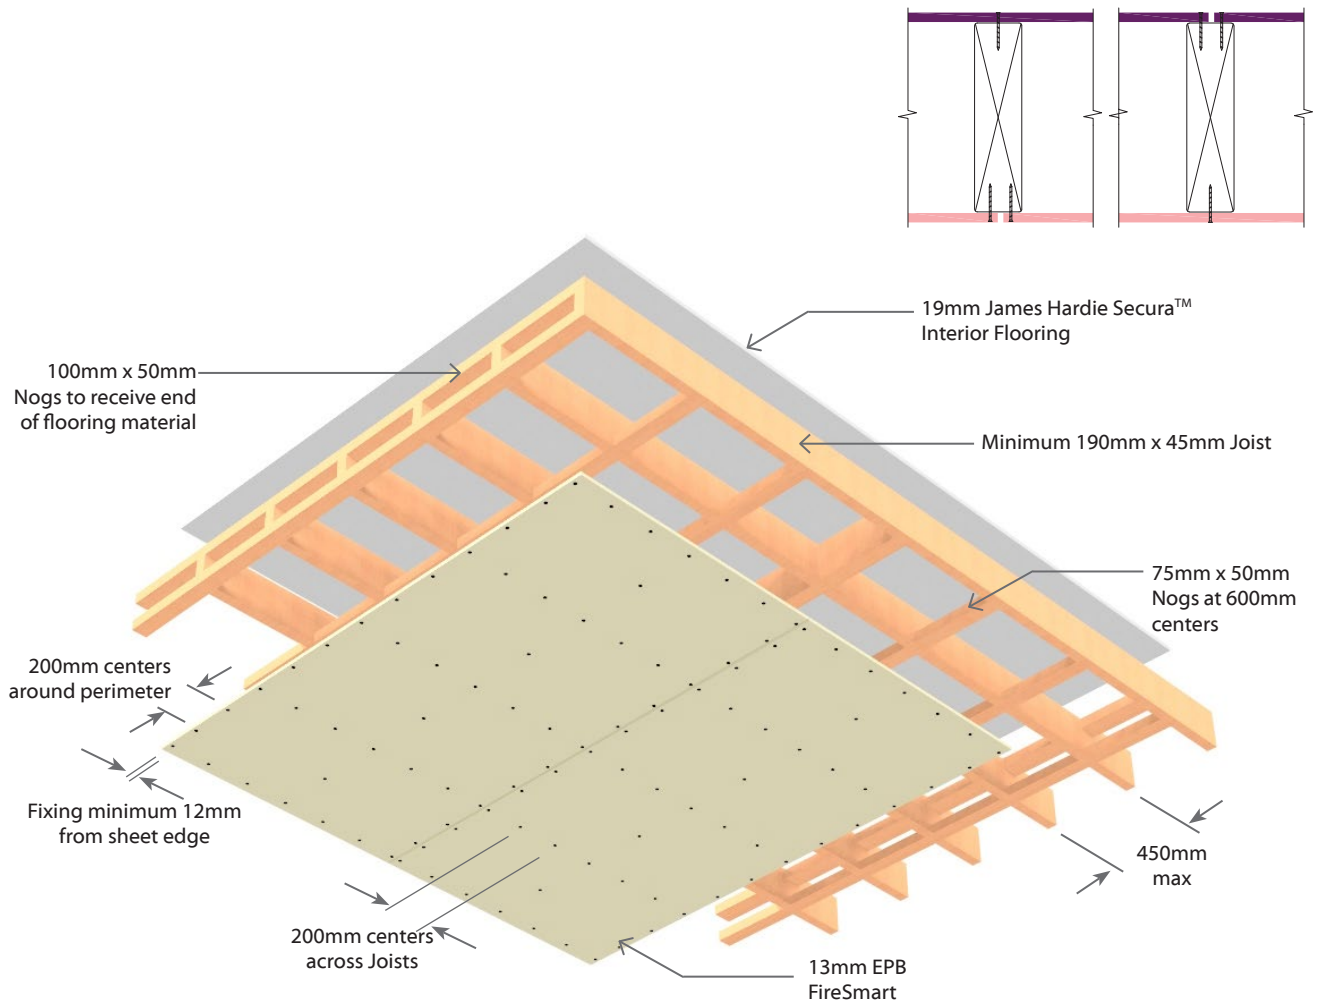 19mm James Hardie Secura™
Interior Flooring
100mm x 50mm
Nogs to receive end
of flooring material
Minimum 190mm x 45mm Joist
75mm x 50mm
Nogs at 600mm
centers
200mm centers
around perimeter
Fixing minimum 12mm
from sheet edge
450mm
max
200mm centers
across Joists
13mm EPB
FireSmart